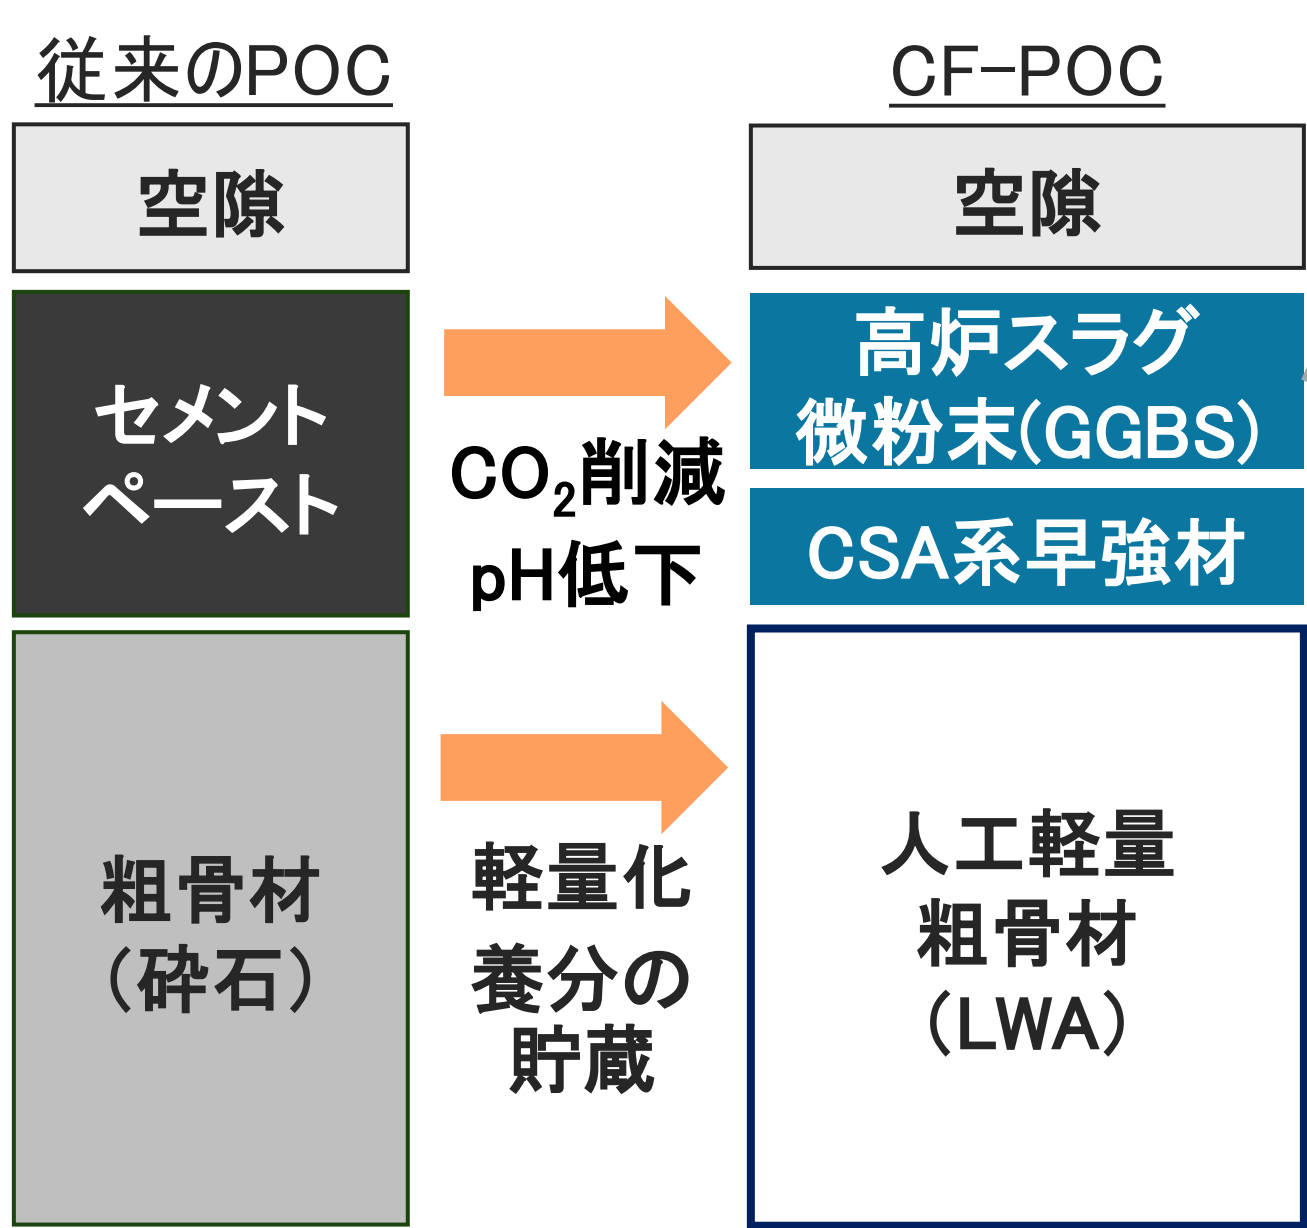 従来のPOC
空隙
セメント
ペースト
粗骨材
（砕石）
CO₂削減
pH低下
軽量化
養分の
貯蔵
CF-POC
空隙
高炉スラグ
微粉末(GGBS)
CSA系早強材
人工軽量
粗骨材
（LWA）